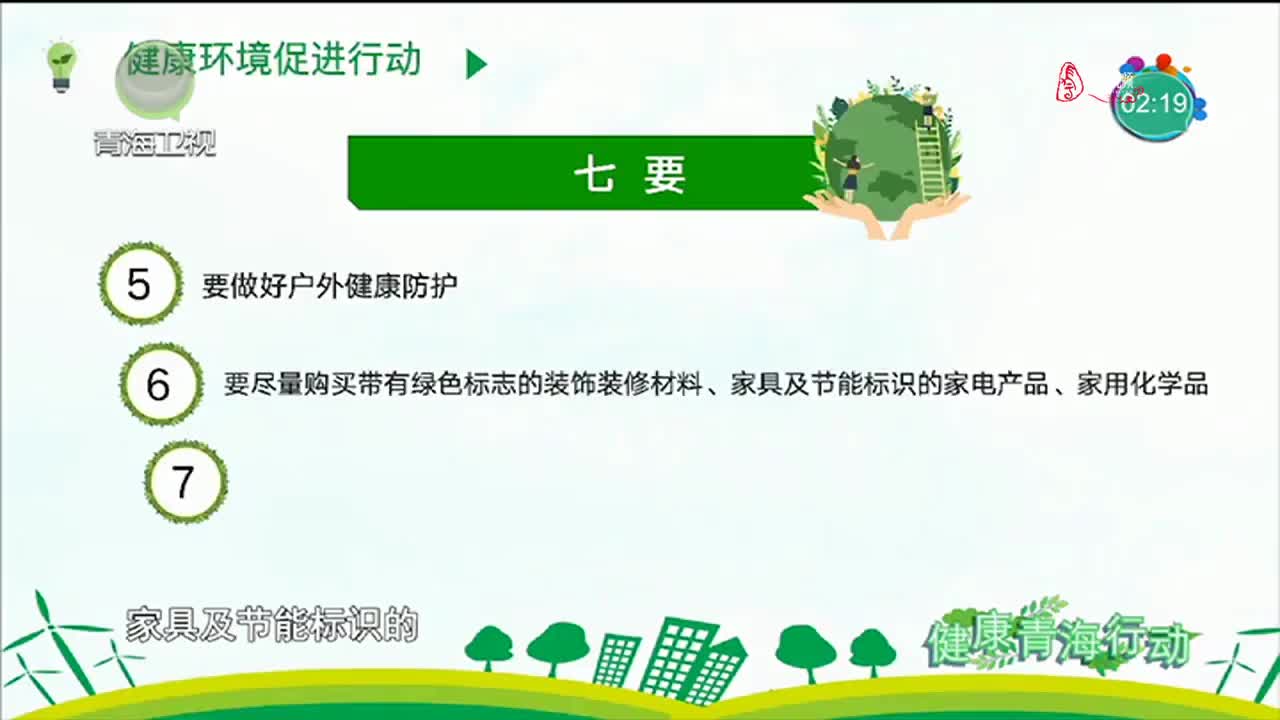 健康环境促进行动
青海卫视
02:19
七 要
5 要做好户外健康防护
6 要尽量购买带有绿色标志的装饰装修材料、家具及节能标识的家电产品、家用化学品
7
家具及节能标识的
健康青海行动